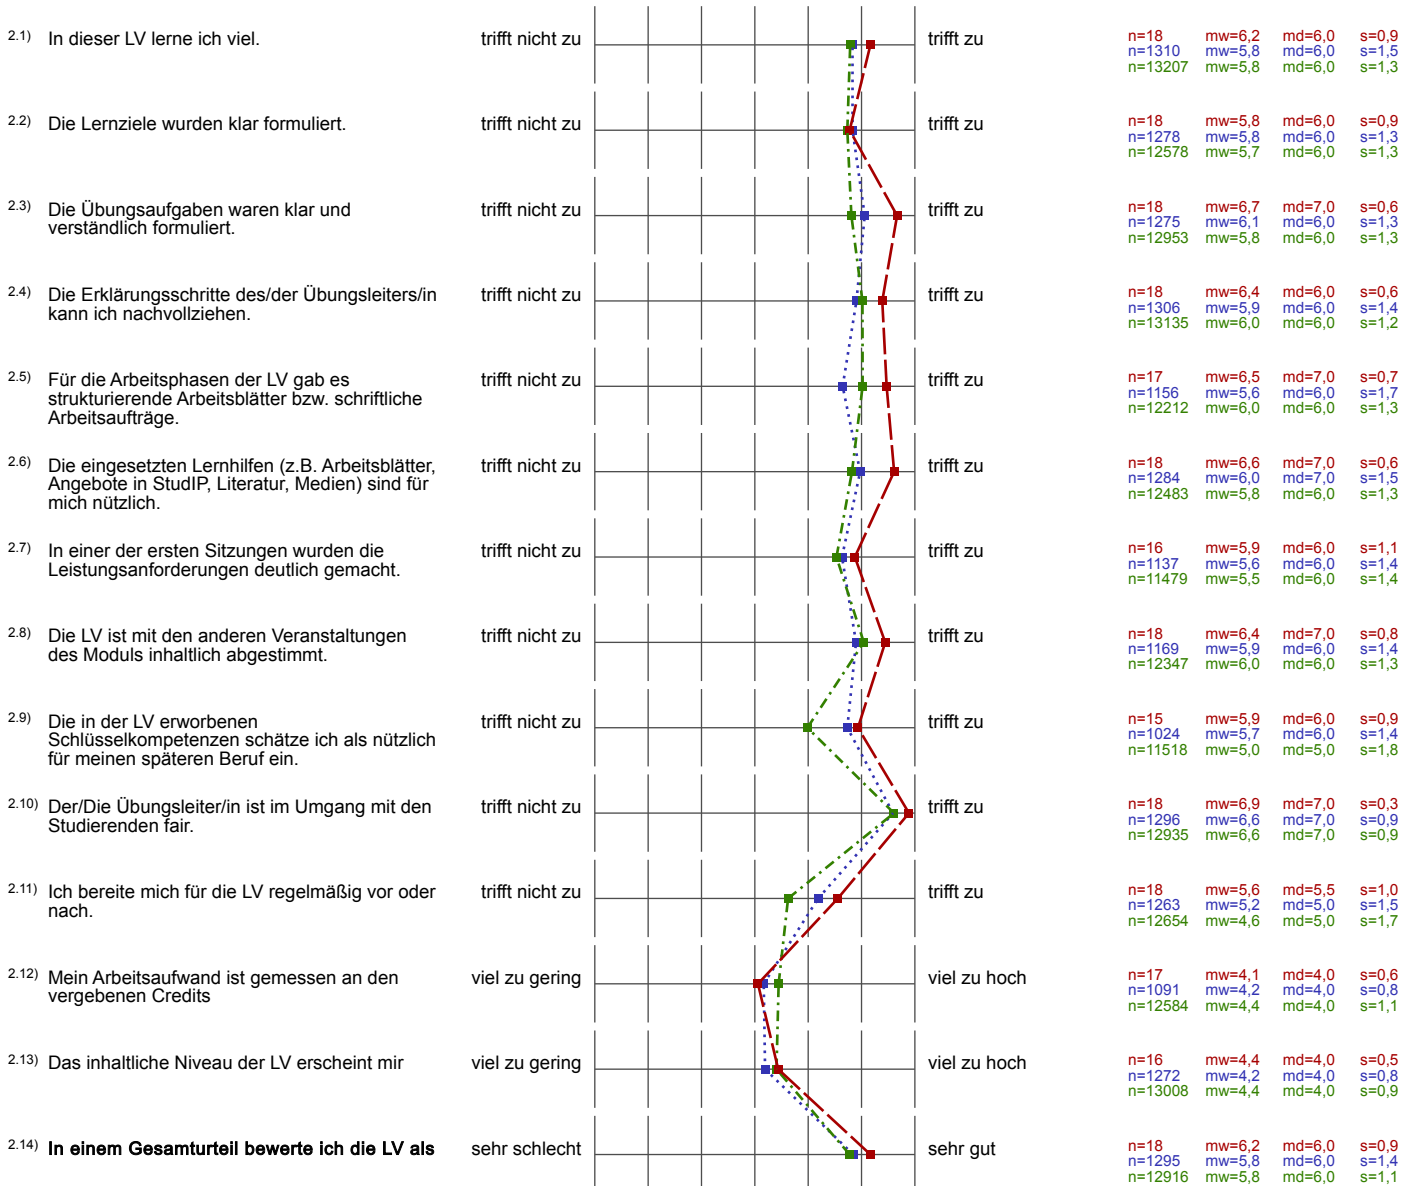 2.1) In dieser LV lerne ich viel. trifft nicht zu trifft zu n=18 mw=6,2 md=6,0 s=0,9
n=1310 mw=5,8 md=6,0 s=1,5
n=13207 mw=5,8 md=6,0 s=1,3
2.2) Die Lernziele wurden klar formuliert. trifft nicht zu trifft zu n=18 mw=5,8 md=6,0 s=0,9
n=1278 mw=5,8 md=6,0 s=1,3
n=12578 mw=5,7 md=6,0 s=1,3
2.3) Die Übungsaufgaben waren klar und trifft nicht zu trifft zu n=18 mw=6,7 md=7,0 s=0,6
verständlich formuliert. n=1275 mw=6,1 md=6,0 s=1,3
n=12953 mw=5,8 md=6,0 s=1,3
2.4) Die Erklärungsschritte des/der Übungsleiters/in trifft nicht zu trifft zu n=18 mw=6,4 md=6,0 s=0,6
kann ich nachvollziehen. n=1306 mw=5,9 md=6,0 s=1,4
n=13135 mw=6,0 md=6,0 s=1,2
2.5) Für die Arbeitsphasen der LV gab es trifft nicht zu trifft zu n=17 mw=6,5 md=7,0 s=0,7
strukturierende Arbeitsblätter bzw. schriftliche n=1156 mw=5,6 md=6,0 s=1,7
Arbeitsaufträge. n=12212 mw=6,0 md=6,0 s=1,3
2.6) Die eingesetzten Lernhilfen (z.B. Arbeitsblätter, trifft nicht zu trifft zu n=18 mw=6,6 md=7,0 s=0,6
Angebote in StudIP, Literatur, Medien) sind für n=1284 mw=6,0 md=7,0 s=1,5
mich nützlich. n=12483 mw=5,8 md=6,0 s=1,3
2.7) In einer der ersten Sitzungen wurden die trifft nicht zu trifft zu n=16 mw=5,9 md=6,0 s=1,1
Leistungsanforderungen deutlich gemacht. n=1137 mw=5,6 md=6,0 s=1,4
n=11479 mw=5,5 md=6,0 s=1,4
2.8) Die LV ist mit den anderen Veranstaltungen trifft nicht zu trifft zu n=18 mw=6,4 md=7,0 s=0,8
des Moduls inhaltlich abgestimmt. n=1169 mw=5,9 md=6,0 s=1,4
n=12347 mw=6,0 md=6,0 s=1,3
2.9) Die in der LV erworbenen trifft nicht zu trifft zu n=15 mw=5,9 md=6,0 s=0,9
Schlüsselkompetenzen schätze ich als nützlich n=1024 mw=5,7 md=6,0 s=1,4
für meinen späteren Beruf ein. n=11518 mw=5,0 md=5,0 s=1,8
2.10) Der/Die Übungsleiter/in ist im Umgang mit den trifft nicht zu trifft zu n=18 mw=6,9 md=7,0 s=0,3
Studierenden fair. n=1296 mw=6,6 md=7,0 s=0,9
n=12935 mw=6,6 md=7,0 s=0,9
2.11) Ich bereite mich für die LV regelmäßig vor oder trifft nicht zu trifft zu n=18 mw=5,6 md=5,5 s=1,0
nach. n=1263 mw=5,2 md=5,0 s=1,5
n=12654 mw=4,6 md=5,0 s=1,7
2.12) Mein Arbeitsaufwand ist gemessen an den viel zu gering viel zu hoch n=17 mw=4,1 md=4,0 s=0,6
vergebenen Credits n=1091 mw=4,2 md=4,0 s=0,8
n=12584 mw=4,4 md=4,0 s=1,1
2.13) Das inhaltliche Niveau der LV erscheint mir viel zu gering viel zu hoch n=16 mw=4,4 md=4,0 s=0,5
n=1272 mw=4,2 md=4,0 s=0,8
n=13008 mw=4,4 md=4,0 s=0,9
2.14) In einem Gesamturteil bewerte ich die LV als sehr schlecht sehr gut n=18 mw=6,2 md=6,0 s=0,9
n=1295 mw=5,8 md=6,0 s=1,4
n=12916 mw=5,8 md=6,0 s=1,1